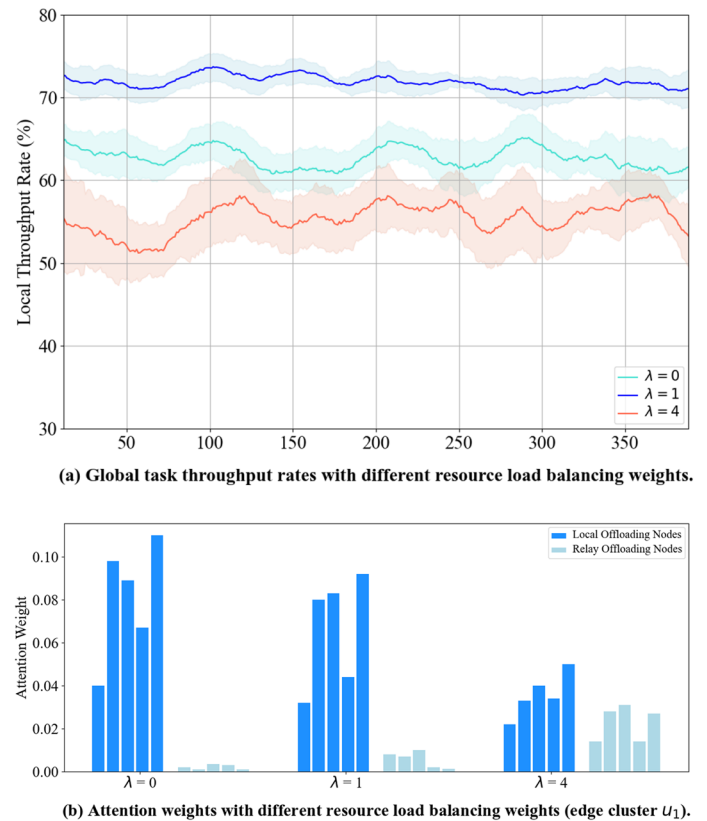 80
70
60
50
40
30
Local Throughput Rate (%)
λ = 0
λ = 1
λ = 4
50 100 150 200 250 300 350
(a) Global task throughput rates with different resource load balancing weights.
Local Offloading Nodes
Relay Offloading Nodes
0.10
0.08
0.06
0.04
0.02
0.00
Attention Weight
λ = 0 λ = 1 λ = 4
(b) Attention weights with different resource load balancing weights (edge cluster u₁).